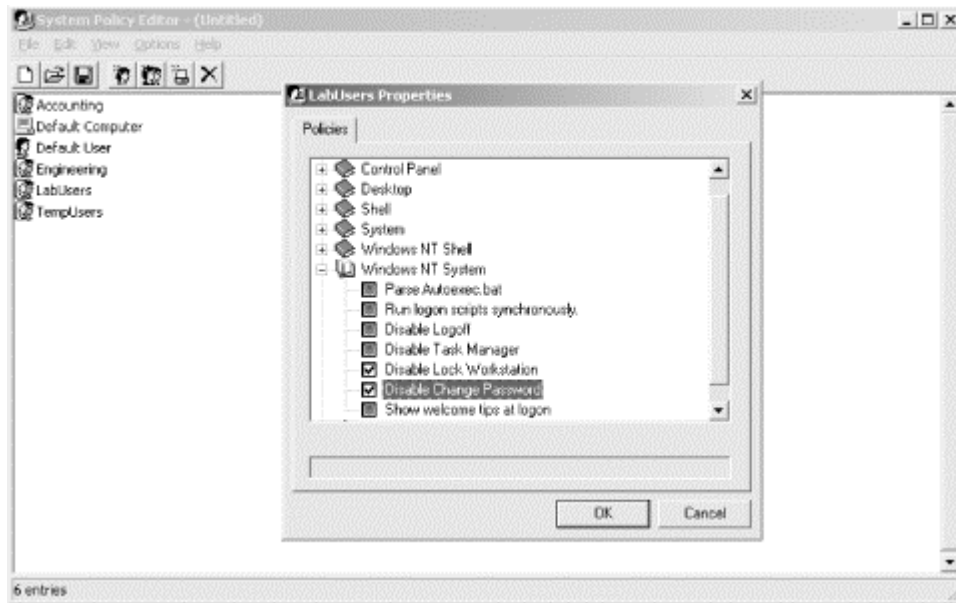 System Policy Editor - (Untitled)
File Edit View Options Help
Accounting
Default Computer
Default User
Engineering
LabUsers
TempUsers
LabUsers Properties
Policies
Control Panel
Desktop
Shell
System
Windows NT Shell
Windows NT System
Parse Autoexec.bat
Run logon scripts synchronously.
Disable Logoff
Disable Task Manager
Disable Lock Workstation
Disable Change Password
Show welcome tips at logon
OK Cancel
6 entries